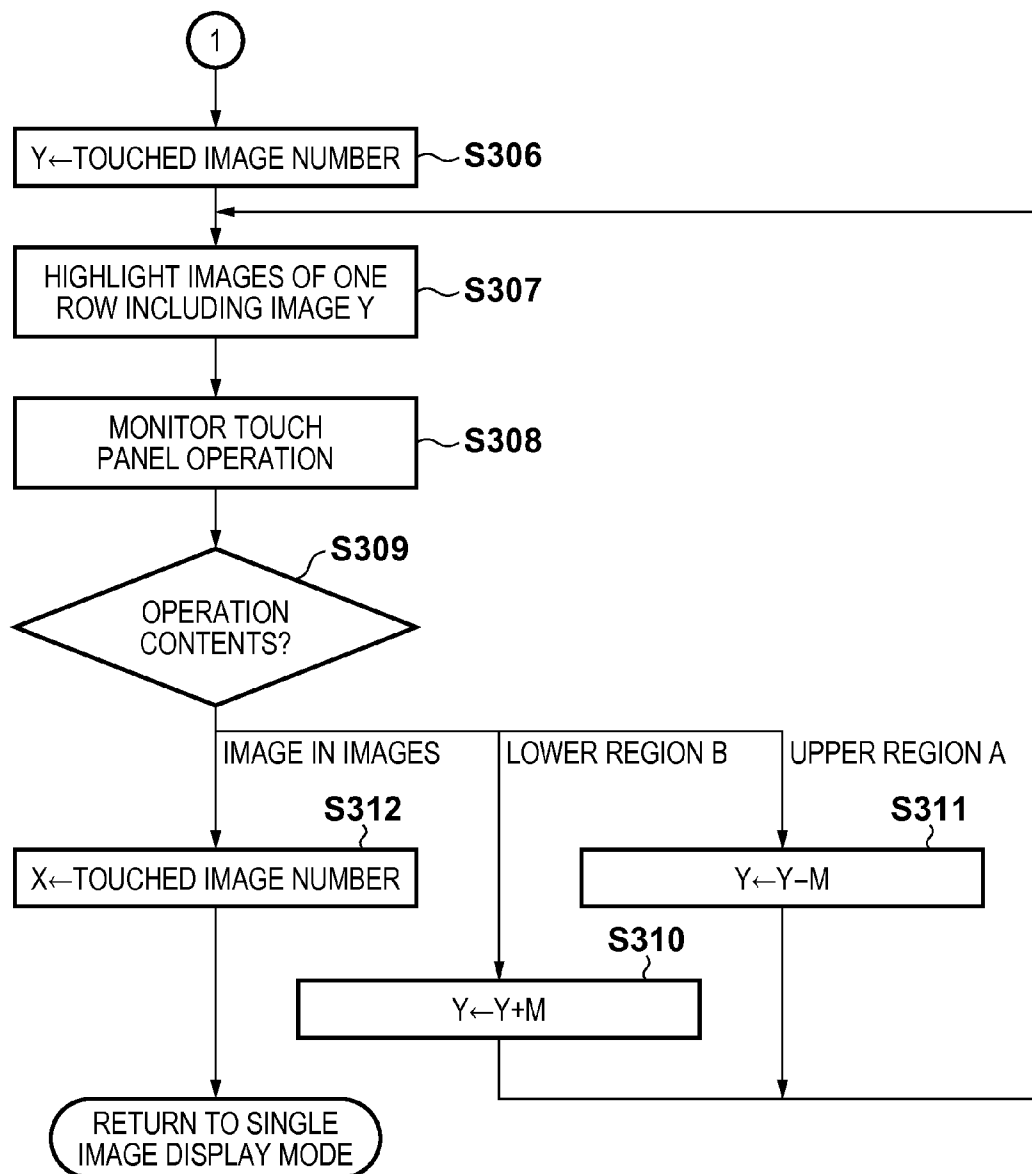 1
Y←TOUCHED IMAGE NUMBER
S306
HIGHLIGHT IMAGES OF ONE
ROW INCLUDING IMAGE Y
S307
MONITOR TOUCH
PANEL OPERATION
S308
S309
OPERATION
CONTENTS?
IMAGE IN IMAGES
LOWER REGION B
UPPER REGION A
S312
X←TOUCHED IMAGE NUMBER
S311
Y←Y−M
S310
Y←Y+M
RETURN TO SINGLE
IMAGE DISPLAY MODE